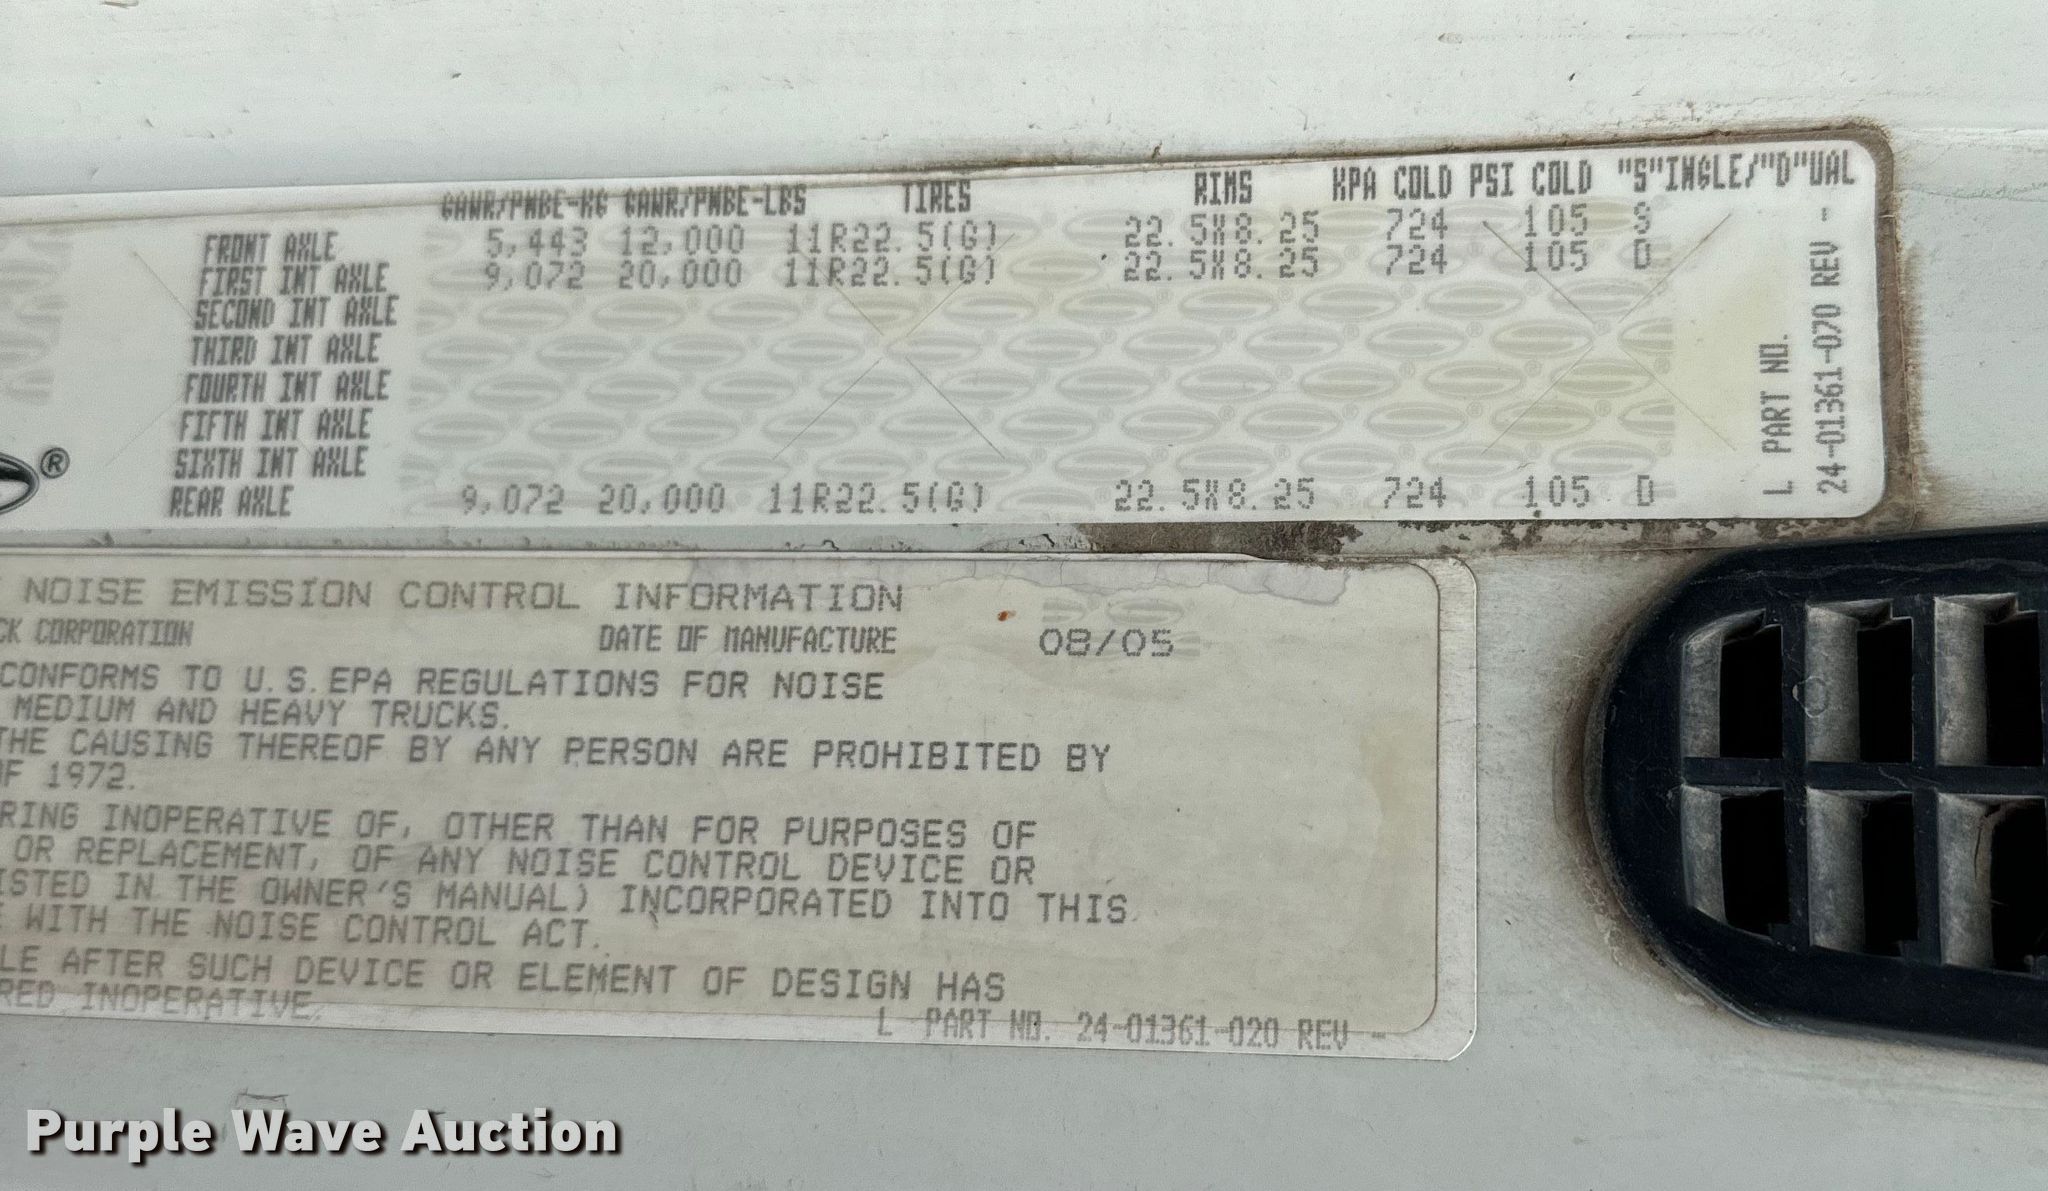 GAWR/PNBE-KG GAWR/PNBE-LBS TIRES RIMS KPA COLD PSI COLD "S"INGLE/"D"UAL
FRONT AXLE 5,443 12,000 11R22.5(G) 22.5X8.25 724 105 S
FIRST INT AXLE 9,072 20,000 11R22.5(G) 22.5X8.25 724 105 D
SECOND INT AXLE
THIRD INT AXLE
FOURTH INT AXLE
FIFTH INT AXLE
SIXTH INT AXLE
REAR AXLE 9,072 20,000 11R22.5(G) 22.5X8.25 724 105 D
L PART NO.
24-01361-070 REV -
®
NOISE EMISSION CONTROL INFORMATION
CK CORPORATION DATE OF MANUFACTURE 08/05
CONFORMS TO U.S.EPA REGULATIONS FOR NOISE
MEDIUM AND HEAVY TRUCKS.
THE CAUSING THEREOF BY ANY PERSON ARE PROHIBITED BY
OF 1972.
RING INOPERATIVE OF, OTHER THAN FOR PURPOSES OF
OR REPLACEMENT, OF ANY NOISE CONTROL DEVICE OR
ISTED IN THE OWNER'S MANUAL) INCORPORATED INTO THIS
WITH THE NOISE CONTROL ACT.
LE AFTER SUCH DEVICE OR ELEMENT OF DESIGN HAS
RED INOPERATIVE.
L PART NO. 24-01361-020 REV -
Purple Wave Auction